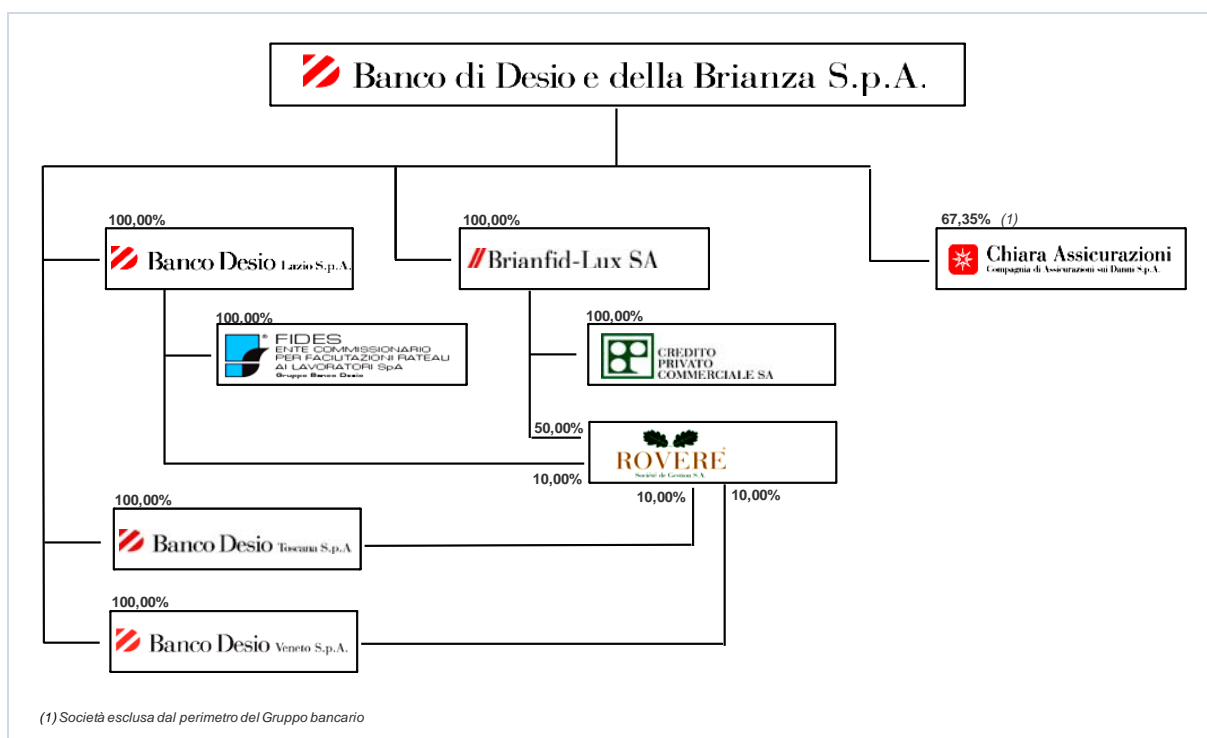 Banco di Desio e della Brianza S.p.A.
100,00%
Banco Desio Lazio S.p.A.
100,00%
Brianfid-Lux SA
67,35% (1)
Chiara Assicurazioni
Compagnia di Assicurazioni sui Danni S.p.A.
100,00%
FIDES
ENTE COMMISSIONARIO
PER FACILITAZIONI RATEALI
AI LAVORATORI SpA
Gruppo Banco Desio
100,00%
CREDITO
PRIVATO
COMMERCIALE SA
50,00%
ROVERE
Société de Gestion S.A.
10,00%
10,00%
10,00%
100,00%
Banco Desio Toscana S.p.A
100,00%
Banco Desio Veneto S.p.A.
(1) Società esclusa dal perimetro del Gruppo bancario